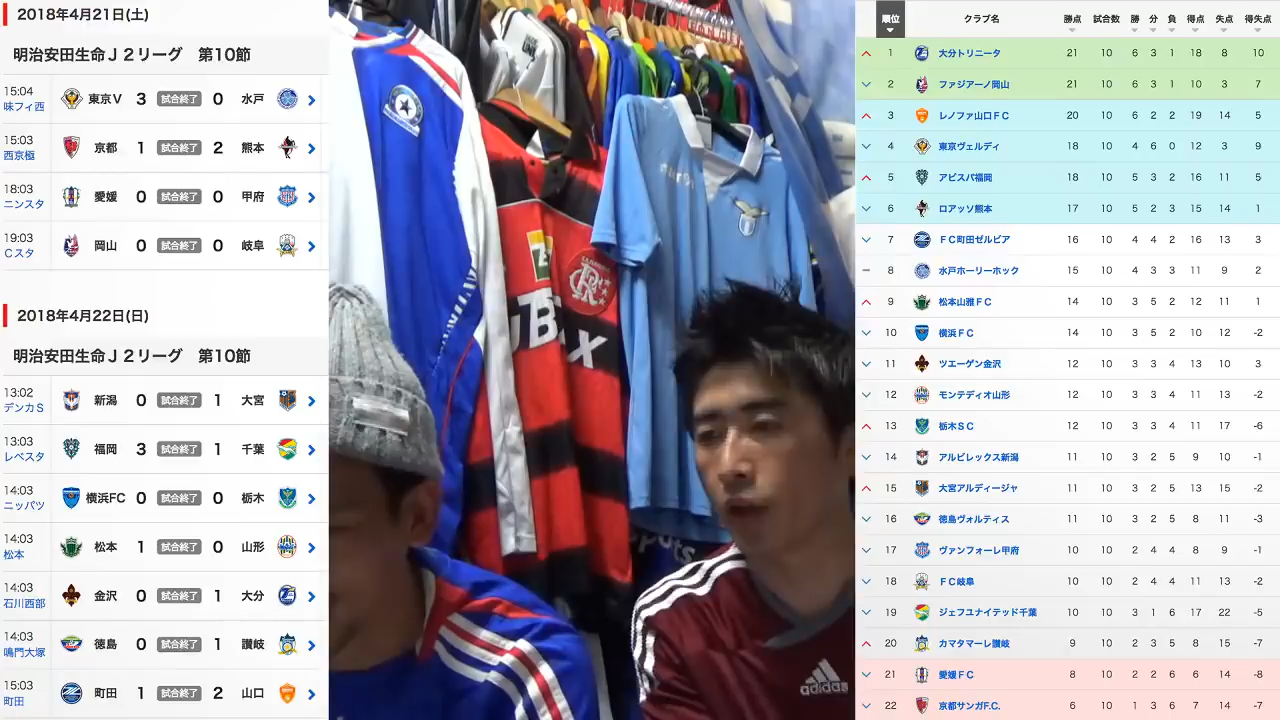 2018年4月21日(土)
明治安田生命Ｊ２リーグ　第10節
15:04 味フィ西 東京Ｖ 3 試合終了 0 水戸
15:03 西京極 京都 1 試合終了 2 熊本
18:03 ニンスタ 愛媛 0 試合終了 0 甲府
19:03 Ｃスタ 岡山 0 試合終了 0 岐阜
2018年4月22日(日)
明治安田生命Ｊ２リーグ　第10節
13:02 デンカＳ 新潟 0 試合終了 1 大宮
13:03 レベスタ 福岡 3 試合終了 1 千葉
14:03 ニッパツ 横浜FC 0 試合終了 0 栃木
14:03 松本 松本 1 試合終了 0 山形
14:03 石川西部 金沢 0 試合終了 1 大分
14:03 鳴門大塚 徳島 0 試合終了 1 讃岐
15:03 町田 町田 1 試合終了 2 山口
adidas
順位 クラブ名 勝点 試合 勝 分 負 得点 失点 得失点
1 大分トリニータ 21 10 6 3 1 18 8 10
2 ファジアーノ岡山 21 10 6 3 1 10 3 7
3 レノファ山口ＦＣ 20 10 6 2 2 19 14 5
4 東京ヴェルディ 18 10 4 6 0 12 3 9
5 アビスパ福岡 18 10 5 3 2 16 11 5
6 ロアッソ熊本 17 10 5 2 3 15 14 1
7 ＦＣ町田ゼルビア 16 10 4 4 2 16 13 3
8 水戸ホーリーホック 15 10 4 3 3 11 9 2
9 松本山雅ＦＣ 14 10 3 5 2 12 11 1
10 横浜ＦＣ 14 10 3 5 2 10 12 -2
11 ツエーゲン金沢 12 10 3 3 4 13 10 3
12 モンテディオ山形 12 10 3 3 4 11 13 -2
13 栃木ＳＣ 12 10 3 3 4 11 17 -6
14 アルビレックス新潟 11 10 3 2 5 9 10 -1
15 大宮アルディージャ 11 10 3 2 5 13 15 -2
16 徳島ヴォルティス 11 10 3 2 5 8 11 -3
17 ヴァンフォーレ甲府 10 10 2 4 4 8 9 -1
18 ＦＣ岐阜 10 10 2 4 4 11 13 -2
19 ジェフユナイテッド千葉 10 10 3 1 6 17 22 -5
20 カマタマーレ讃岐 9 10 2 3 5 8 15 -7
21 愛媛ＦＣ 8 10 2 2 6 6 14 -8
22 京都サンガF.C. 6 10 1 3 6 7 14 -7